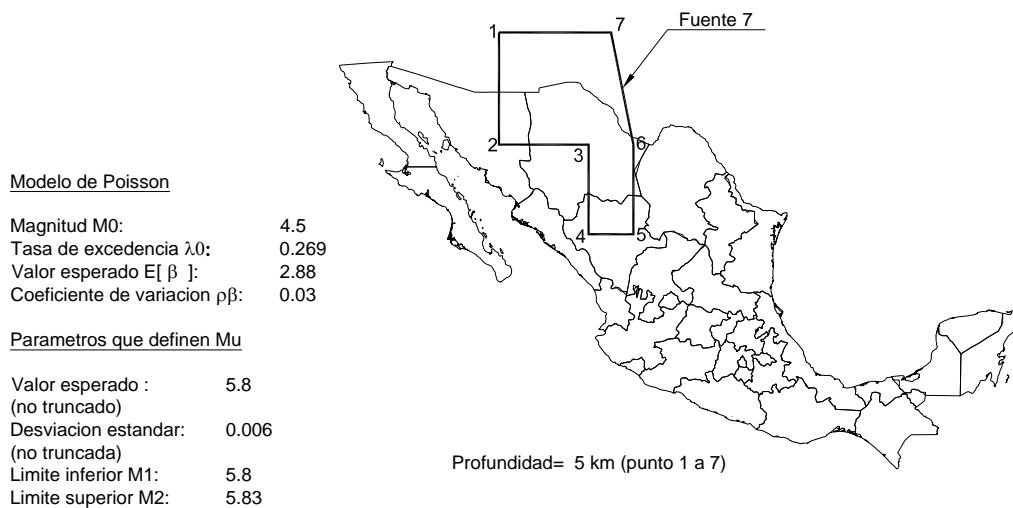 Fuente 7
1
7
2
3
6
4
5
Modelo de Poisson
Magnitud M0: 4.5
Tasa de excedencia λ0: 0.269
Valor esperado E[ β ]: 2.88
Coeficiente de variacion ρβ: 0.03
Parametros que definen Mu
Valor esperado : 5.8
(no truncado)
Desviacion estandar: 0.006
(no truncada)
Limite inferior M1: 5.8
Limite superior M2: 5.83
Profundidad= 5 km (punto 1 a 7)